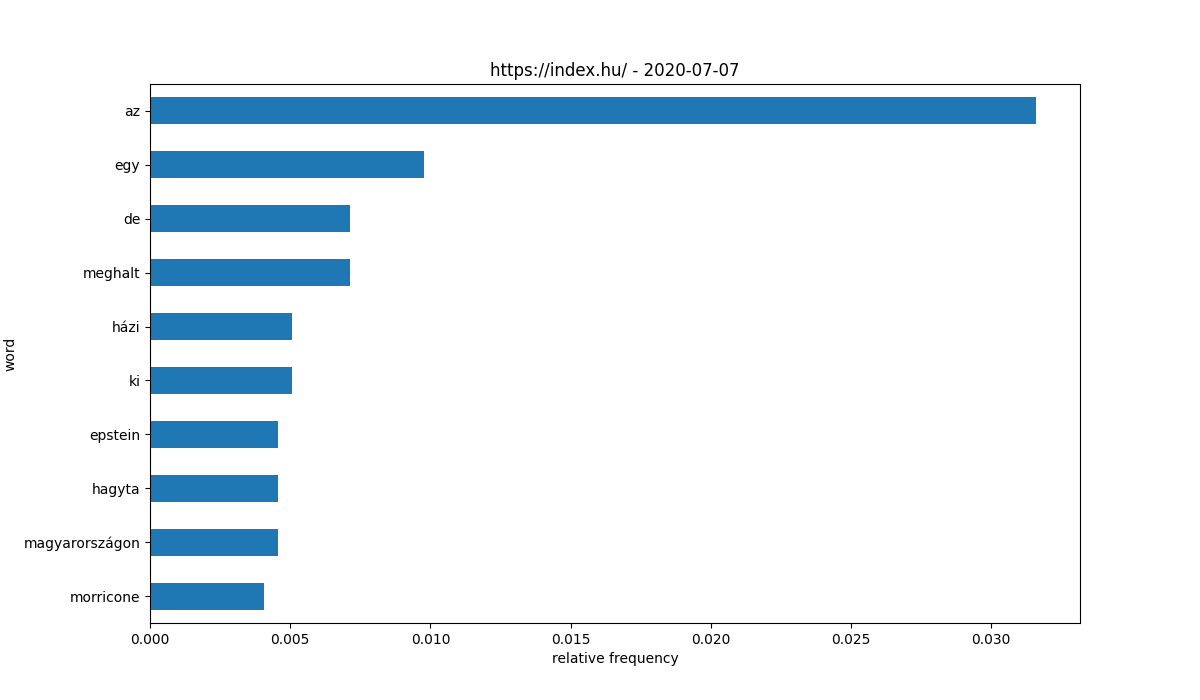 https://index.hu/ - 2020-07-07
az
egy
de
meghalt
házi
ki
epstein
hagyta
magyarországon
morricone
word
0.000 0.005 0.010 0.015 0.020 0.025 0.030
relative frequency